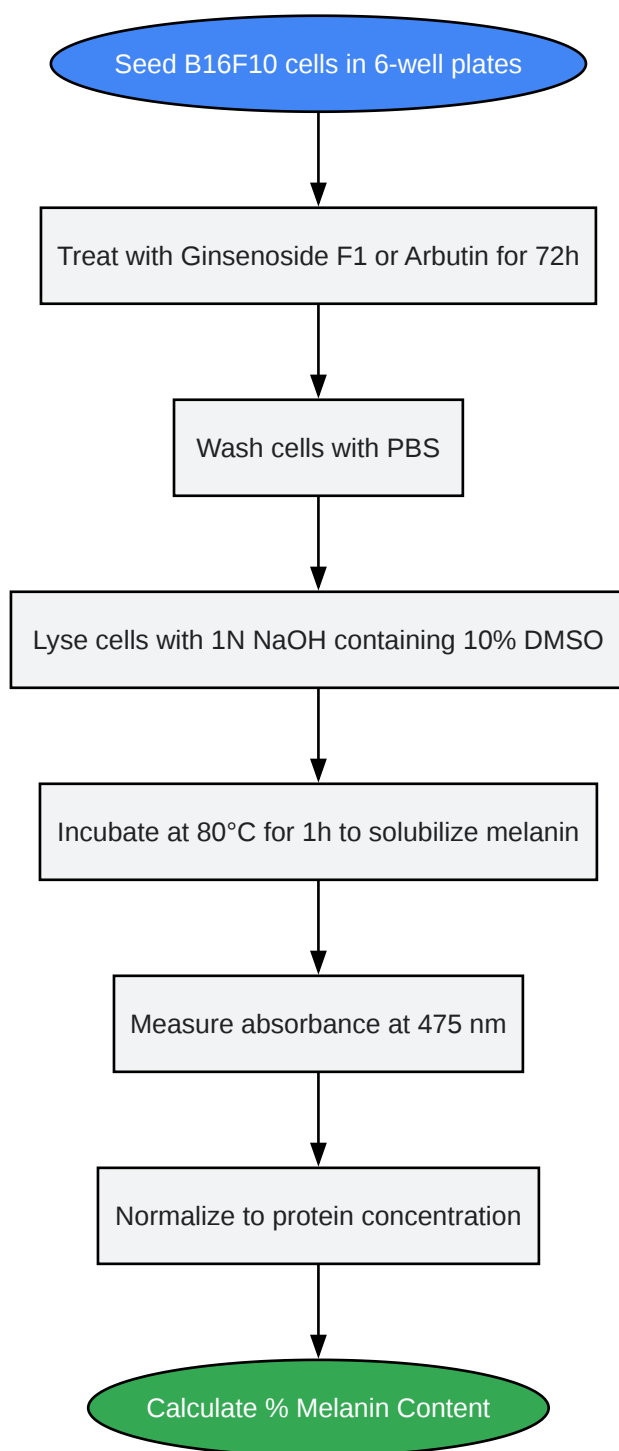 Seed B16F10 cells in 6-well plates
Treat with Ginsenoside F1 or Arbutin for 72h
Wash cells with PBS
Lyse cells with 1N NaOH containing 10% DMSO
Incubate at 80°C for 1h to solubilize melanin
Measure absorbance at 475 nm
Normalize to protein concentration
Calculate % Melanin Content